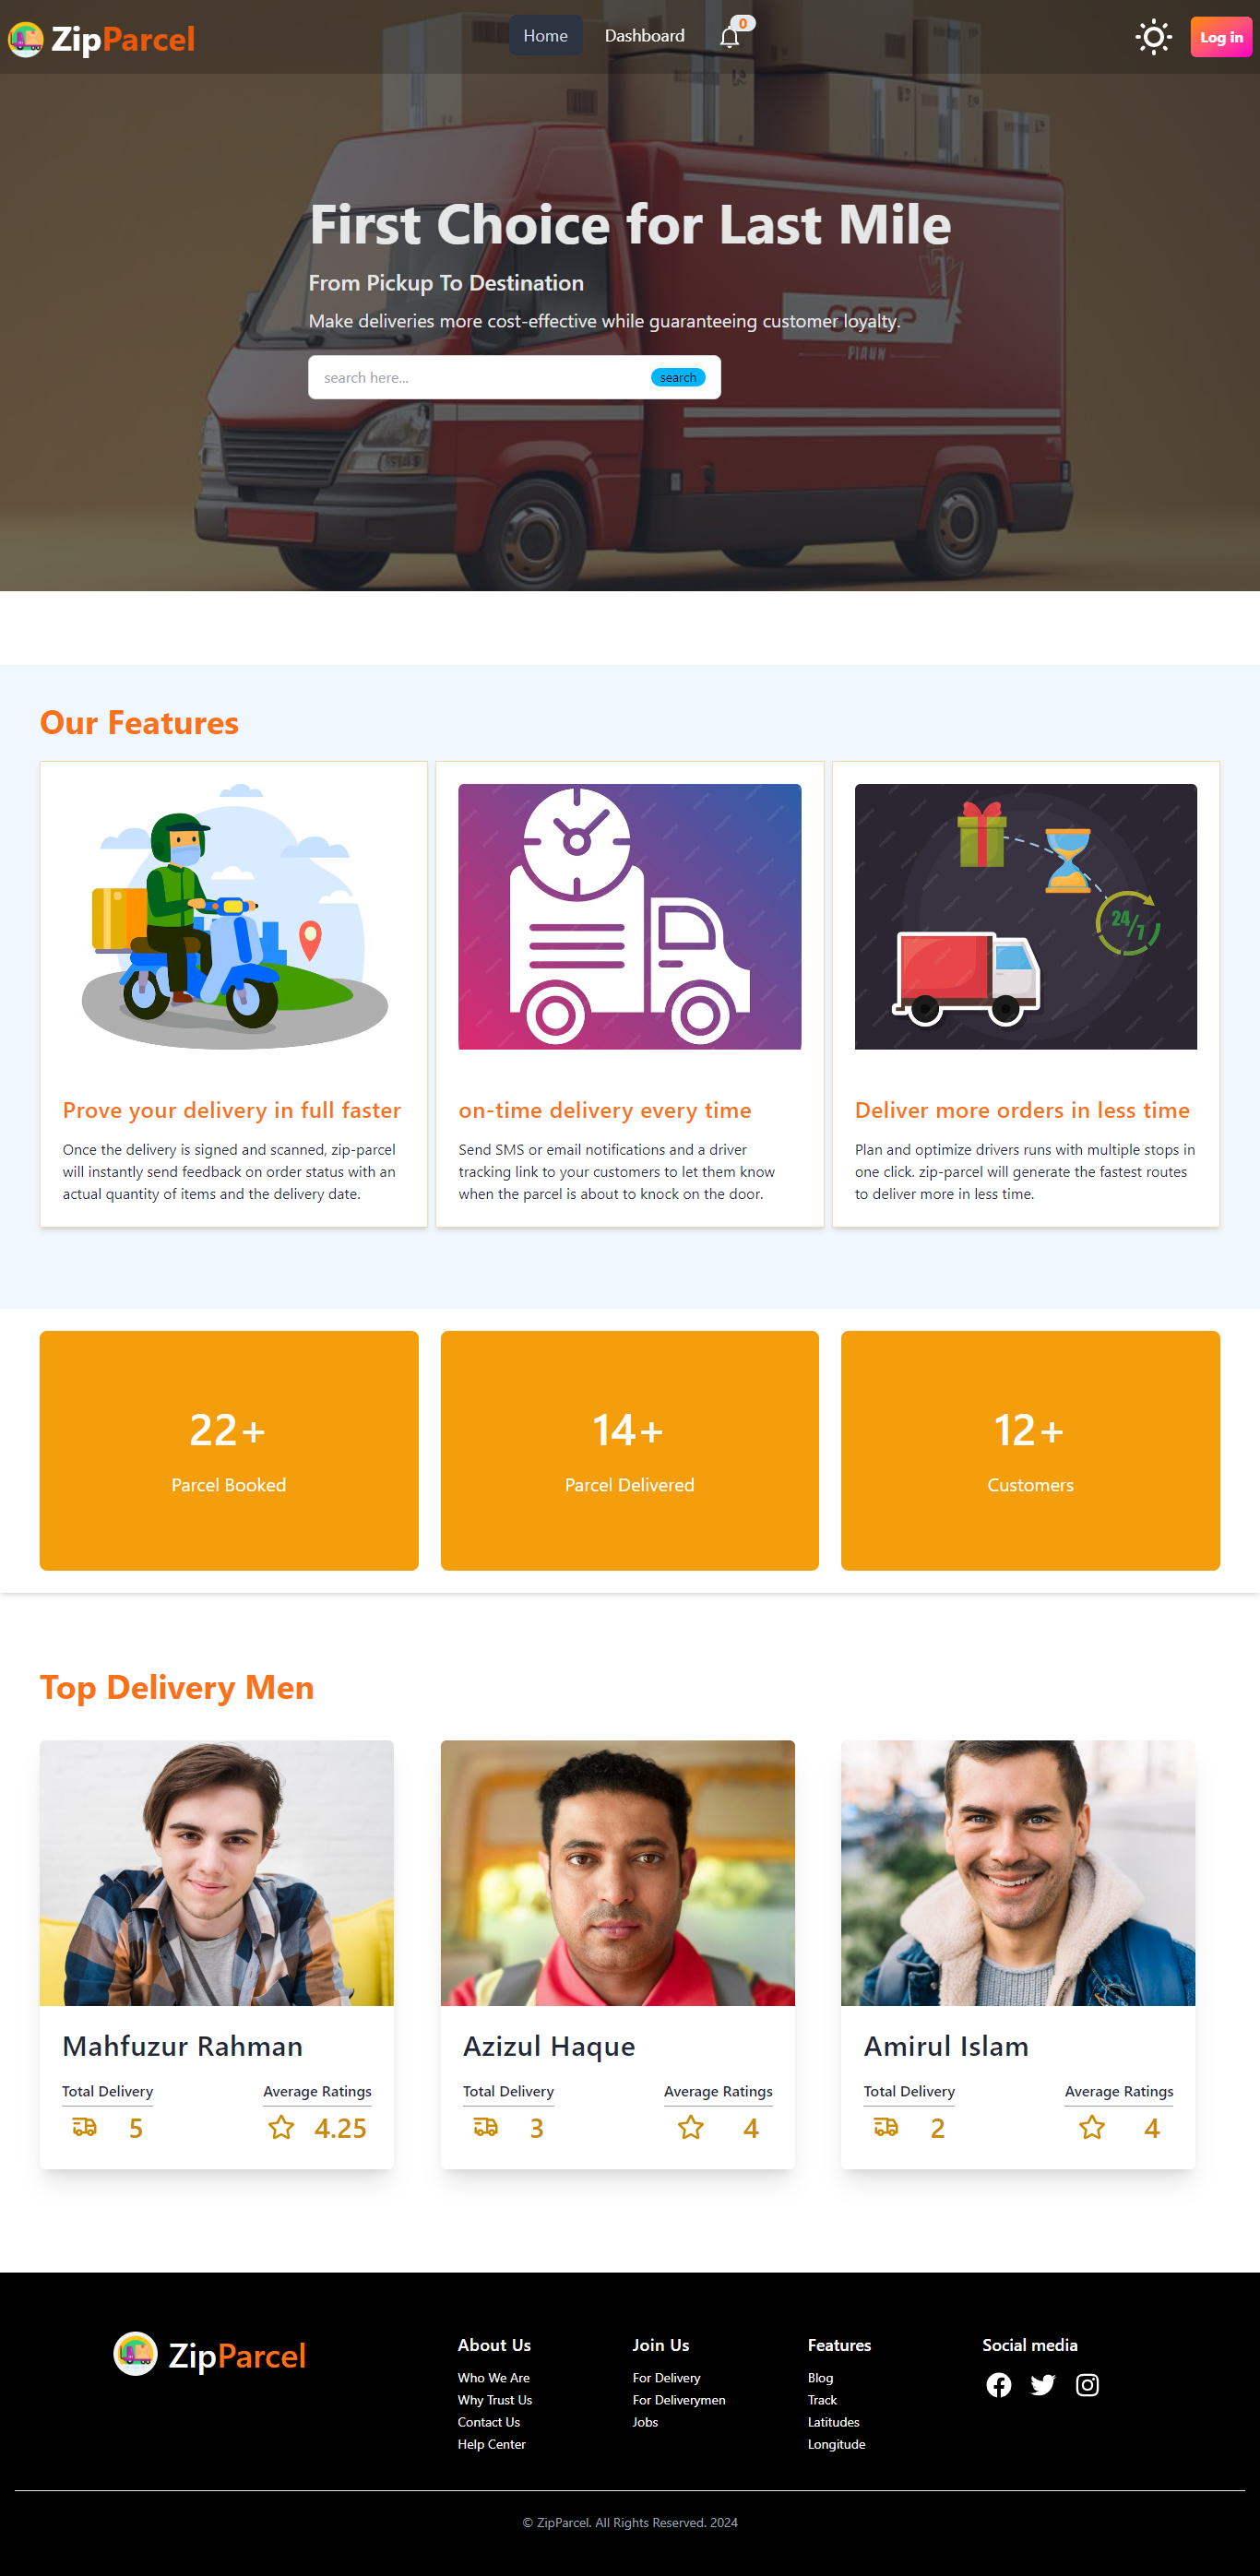 ZipParcel
Home
Dashboard
0
Log in
First Choice for Last Mile
From Pickup To Destination
Make deliveries more cost-effective while guaranteeing customer loyalty.
search here...
search
Our Features
24/7
Prove your delivery in full faster
Once the delivery is signed and scanned, zip-parcel
will instantly send feedback on order status with an
actual quantity of items and the delivery date.
on-time delivery every time
Send SMS or email notifications and a driver
tracking link to your customers to let them know
when the parcel is about to knock on the door.
Deliver more orders in less time
Plan and optimize drivers runs with multiple stops in
one click. zip-parcel will generate the fastest routes
to deliver more in less time.
22+
Parcel Booked
14+
Parcel Delivered
12+
Customers
Top Delivery Men
Mahfuzur Rahman
Total Delivery
5
Average Ratings
4.25
Azizul Haque
Total Delivery
3
Average Ratings
4
Amirul Islam
Total Delivery
2
Average Ratings
4
ZipParcel
About Us
Who We Are
Why Trust Us
Contact Us
Help Center
Join Us
For Delivery
For Deliverymen
Jobs
Features
Blog
Track
Latitudes
Longitude
Social media
© ZipParcel. All Rights Reserved. 2024